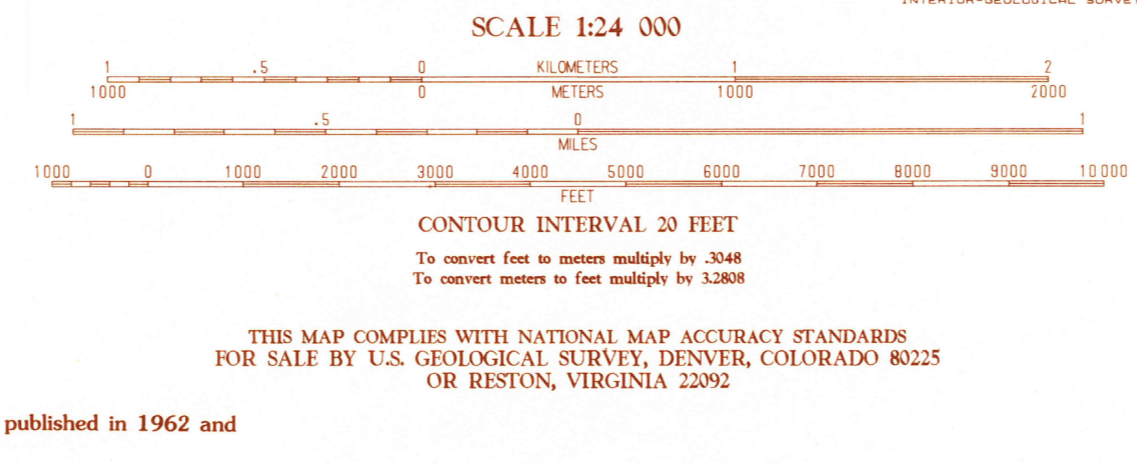 INTERIOR-GEOLOGICAL SURVEY
SCALE 1:24 000
1 .5 0 KILOMETERS 1 2
1000 0 METERS 1000 2000
1 .5 0 1
MILES
1000 0 1000 2000 3000 4000 5000 6000 7000 8000 9000 10 000
FEET
CONTOUR INTERVAL 20 FEET
To convert feet to meters multiply by .3048
To convert meters to feet multiply by 3.2808
THIS MAP COMPLIES WITH NATIONAL MAP ACCURACY STANDARDS
FOR SALE BY U.S. GEOLOGICAL SURVEY, DENVER, COLORADO 80225
OR RESTON, VIRGINIA 22092
published in 1962 and